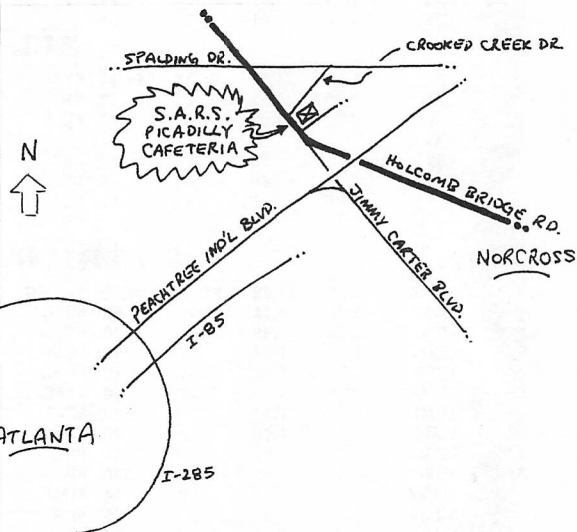 SPALDING DR.
CROOKED CREEK DR.
S.A.R.S.
PICADILLY
CAFETERIA
N
HOLCOMB BRIDGE RD.
NORCROSS
PEACHTREE IND'L BLVD.
JIMMY CARTER BLVD.
I-85
ATLANTA
I-285